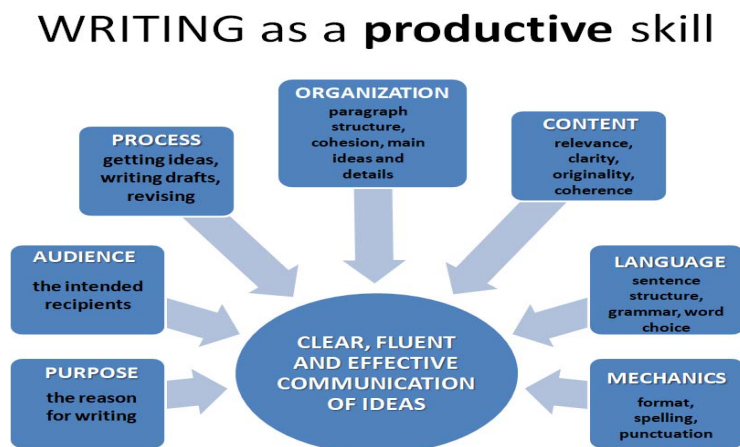 WRITING as a productive skill
PURPOSE
the reason
for writing
AUDIENCE
the intended
recipients
PROCESS
getting ideas,
writing drafts,
revising
ORGANIZATION
paragraph
structure,
cohesion, main
ideas and
details
CONTENT
relevance,
clarity,
originality,
coherence
LANGUAGE
sentence
structure,
grammar, word
choice
MECHANICS
format,
spelling,
punctuation
CLEAR, FLUENT
AND EFFECTIVE
COMMUNICATION
OF IDEAS